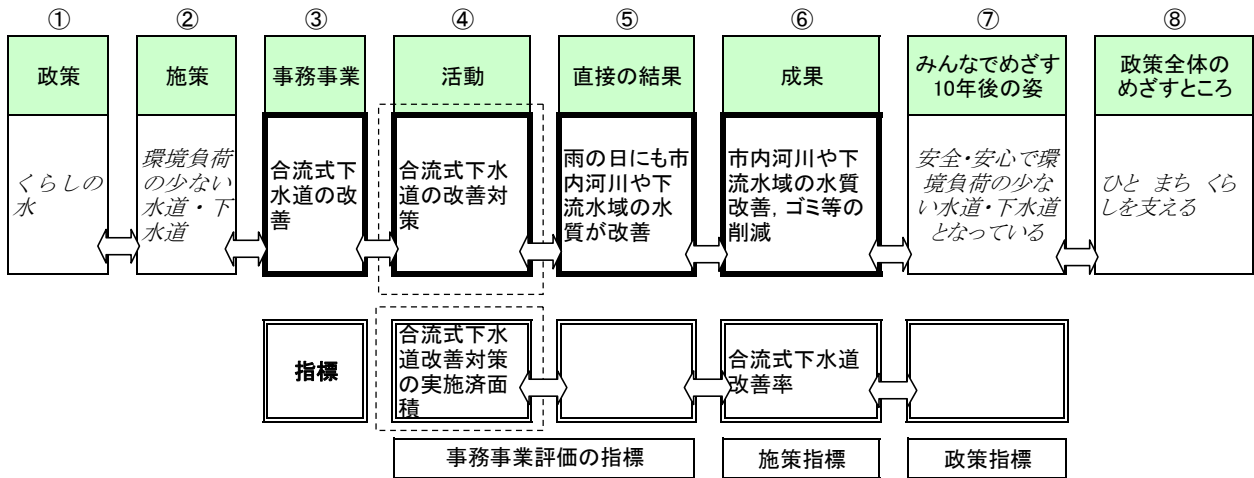 ① ② ③ ④ ⑤ ⑥ ⑦ ⑧
政策
施策
事務事業
活動
直接の結果
成果
みんなでめざす
10年後の姿
政策全体の
めざすところ
くらしの
水
環境負荷
の少ない
水道・下
水道
合流式下
水道の改
善
合流式下水
道の改善対
策
雨の日にも市
内河川や下
流水域の水
質が改善
市内河川や下
流水域の水質
改善，ゴミ等の
削減
安全・安心で環
境負荷の少な
い水道・下水道
となっている
ひと まち くら
しを支える
指標
合流式下水
道改善対策
の実施済面
積
合流式下水道
改善率
事務事業評価の指標
施策指標
政策指標